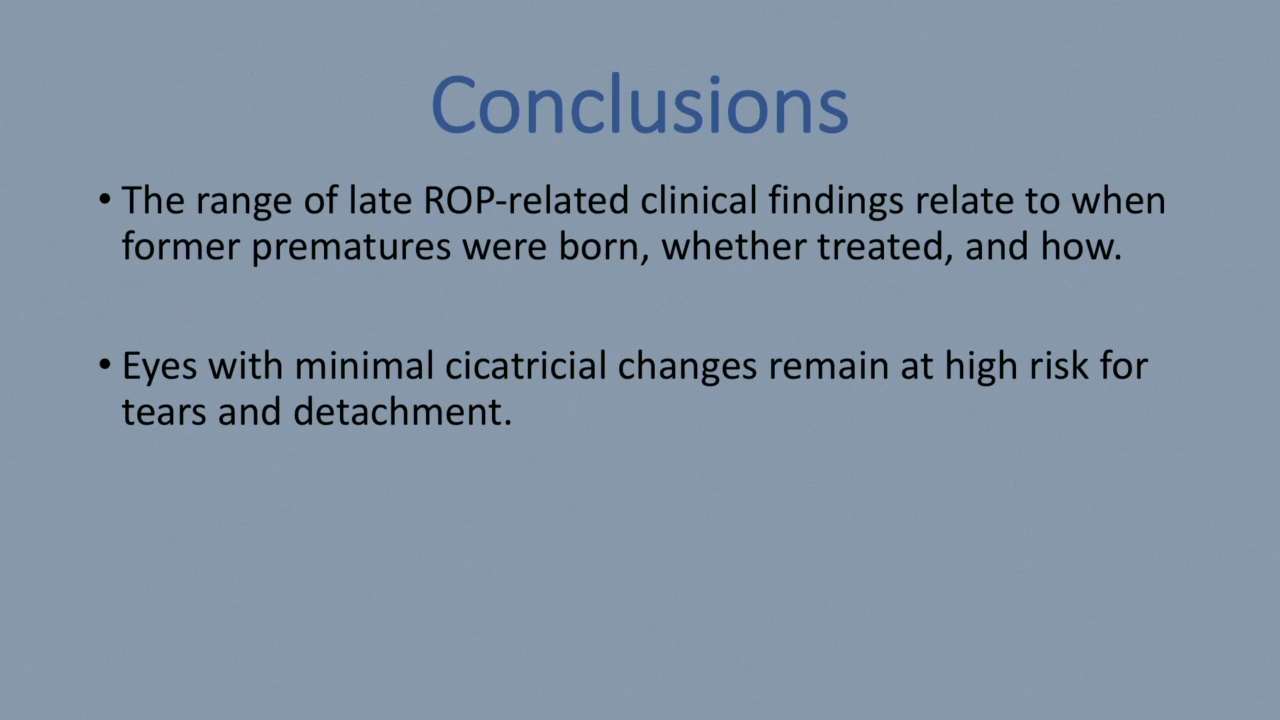 Conclusions
• The range of late ROP-related clinical findings relate to when
former prematures were born, whether treated, and how.
• Eyes with minimal cicatricial changes remain at high risk for
tears and detachment.